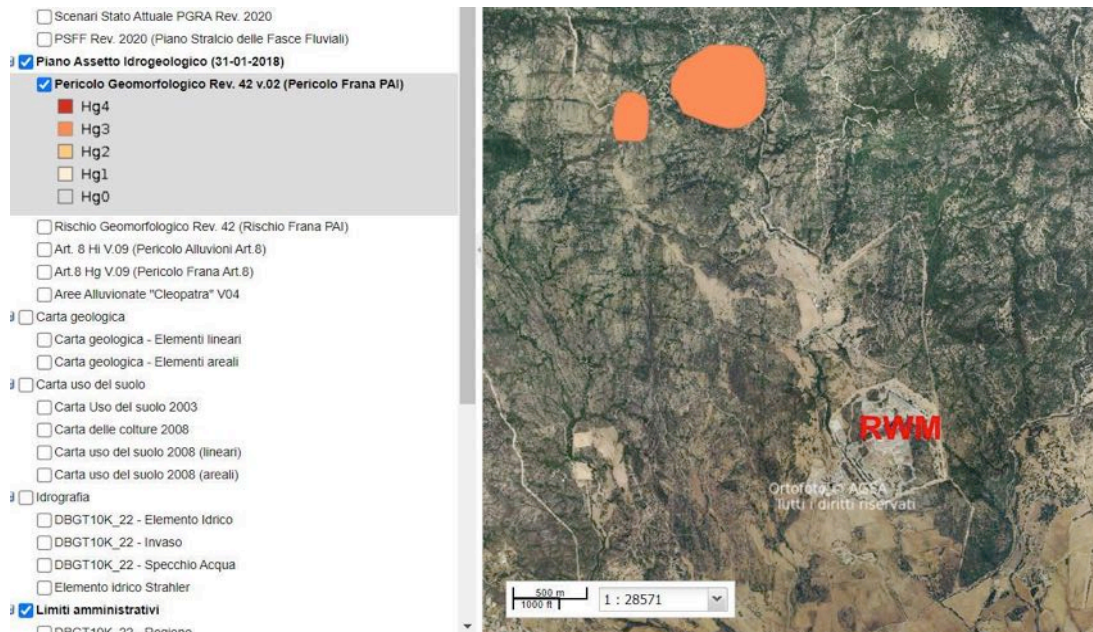 Scenari Stato Attuale PGRA Rev. 2020
PSFF Rev. 2020 (Piano Stralcio delle Fasce Fluviali)
Piano Assetto Idrogeologico (31-01-2018)
Pericolo Geomorfologico Rev. 42 v.02 (Pericolo Frana PAI)
Hg4
Hg3
Hg2
Hg1
Hg0
Rischio Geomorfologico Rev. 42 (Rischio Frana PAI)
Art. 8 Hi V.09 (Pericolo Alluvioni Art.8)
Art.8 Hg V.09 (Pericolo Frana Art.8)
Aree Alluvionate "Cleopatra" V04
Carta geologica
Carta geologica - Elementi lineari
Carta geologica - Elementi areali
Carta uso del suolo
Carta Uso del suolo 2003
Carta delle colture 2008
Carta uso del suolo 2008 (lineari)
Carta uso del suolo 2008 (areali)
Idrografia
DBGT10K_22 - Elemento Idrico
DBGT10K_22 - Invaso
DBGT10K_22 - Specchio Acqua
Elemento idrico Strahler
Limiti amministrativi
DBGT10K_22 - Regione
RWM
Ortofoto © AGEA
Tutti i diritti riservati
500 m
1000 ft
1 : 28571